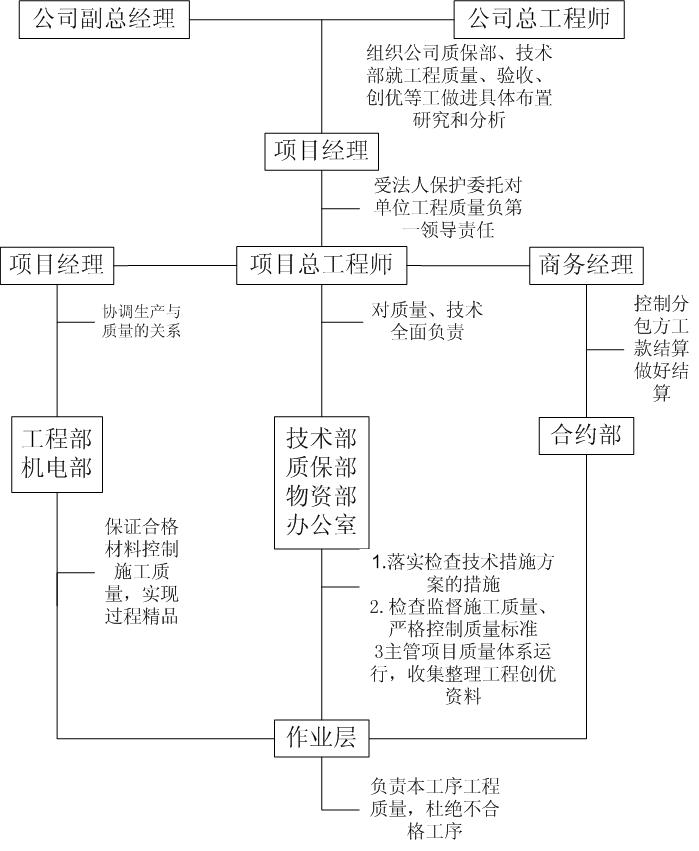 公司副总经理
公司总工程师
组织公司质保部、技术
部就工程质量、验收、
创优等工做进具体布置
研究和分析
项目经理
受法人保护委托对
单位工程质量负第
一领导责任
项目经理
项目总工程师
商务经理
协调生产与
质量的关系
对质量、技术
全面负责
控制分
包方工
款结算
做好结
算
工程部
机电部
技术部
质保部
物资部
办公室
合约部
保证合格
材料控制
施工质
量，实现
过程精品
1.落实检查技术措施方
案的措施
2. 检查监督施工质量、
严格控制质量标准
3主管项目质量体系运
行，收集整理工程创优
资料
作业层
负责本工序工程
质量，杜绝不合
格工序